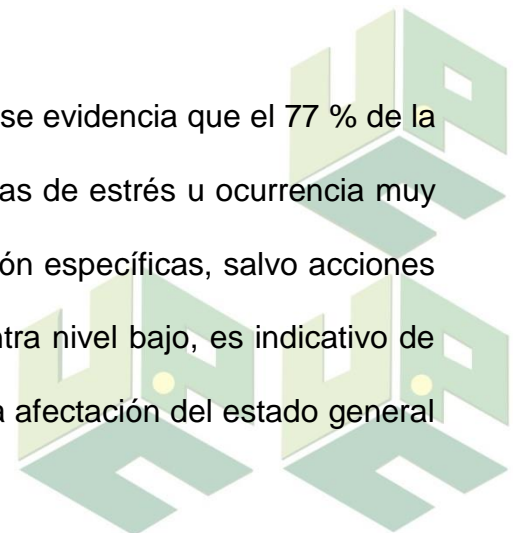 se evidencia que el 77 % de la
as de estrés u ocurrencia muy
ón específicas, salvo acciones
ntra nivel bajo, es indicativo de
a afectación del estado general